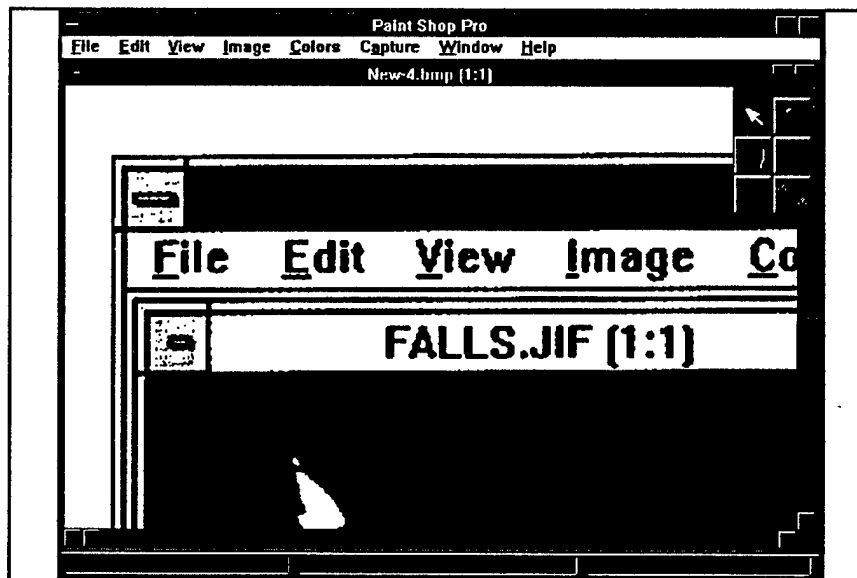 Paint Shop Pro
File Edit View Image Colors Capture Window Help
New-4.bmp (1:1)
File Edit View Image Co
FALLS.JIF (1:1)